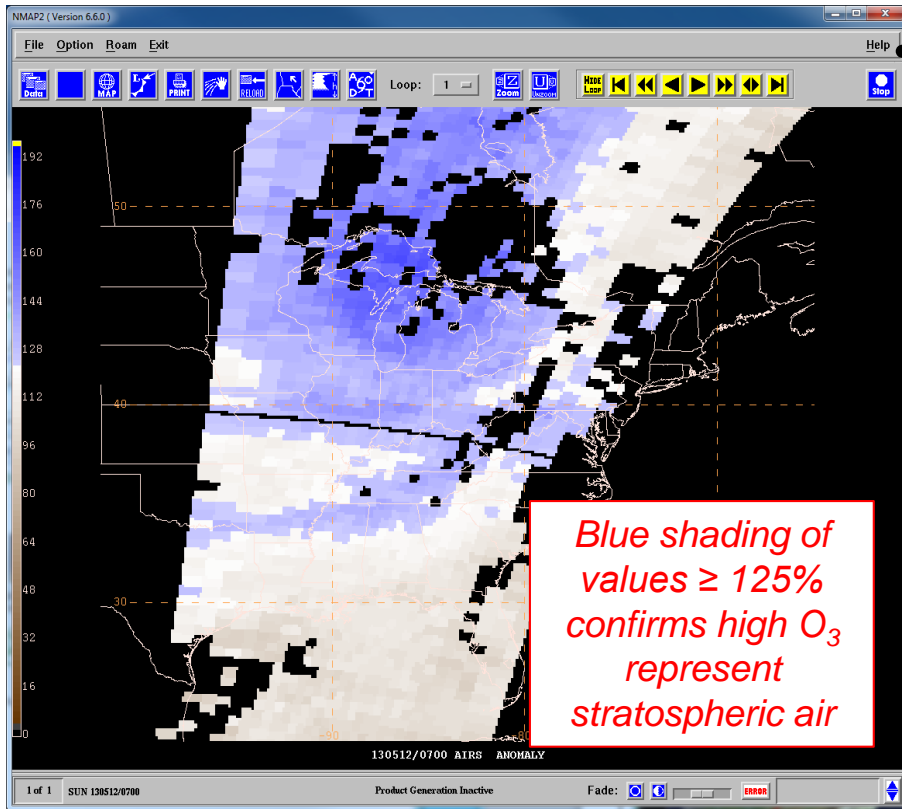 NMAP2 ( Version 6.6.0 )
File Option Roam Exit Help
Data MAP PRINT RELOAD Loop: 1 Zoom UNZOOM HIDE LOOP Stop
192
176
160
144
128
112
96
80
64
48
32
16
0
50
40
30
-90
-80
Blue shading of
values ≥ 125%
confirms high O₃
represent
stratospheric air
130512/0700 AIRS ANOMALY
1 of 1 SUN 130512/0700 Product Generation Inactive Fade: ERROR